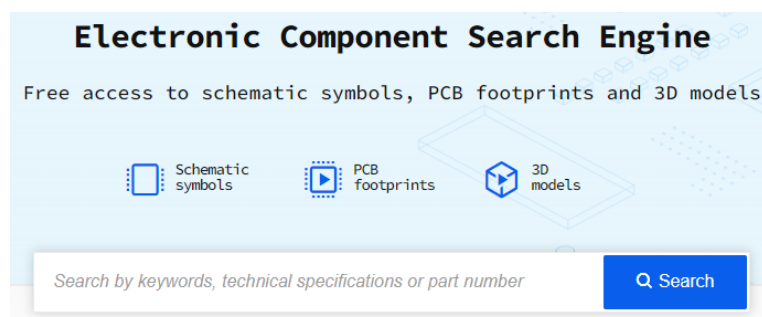 Electronic Component Search Engine
Free access to schematic symbols, PCB footprints and 3D models
Schematic
symbols
PCB
footprints
3D
models
Search by keywords, technical specifications or part number
Search